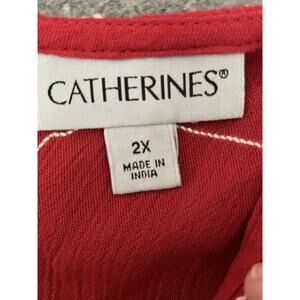 CATHERINES®
2X
MADE IN
INDIA